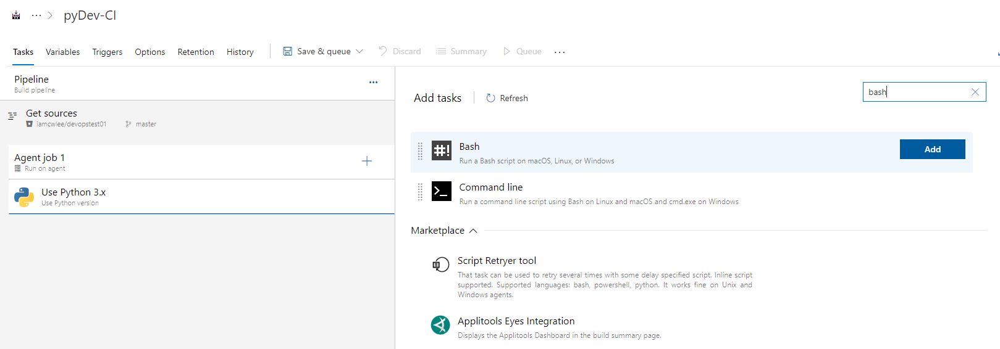 ··· > pyDev-CI
Tasks Variables Triggers Options Retention History Save & queue Discard Summary Queue ···
Pipeline
Build pipeline
Get sources
iamcwlee/devopstest01 master
Agent job 1
Run on agent
Use Python 3.x
Use Python version
Add tasks Refresh
bash
#! Bash Add
Run a Bash script on macOS, Linux, or Windows
>_ Command line
Run a command line script using Bash on Linux and macOS and cmd.exe on Windows
Marketplace
Script Retryer tool
That task can be used to retry several times with some delay specified script. Inline script
supported. Supported languages: bash, powershell, python. It works fine on Unix and
Windows agents.
Applitools Eyes Integration
Displays the Applitools Dashboard in the build summary page.